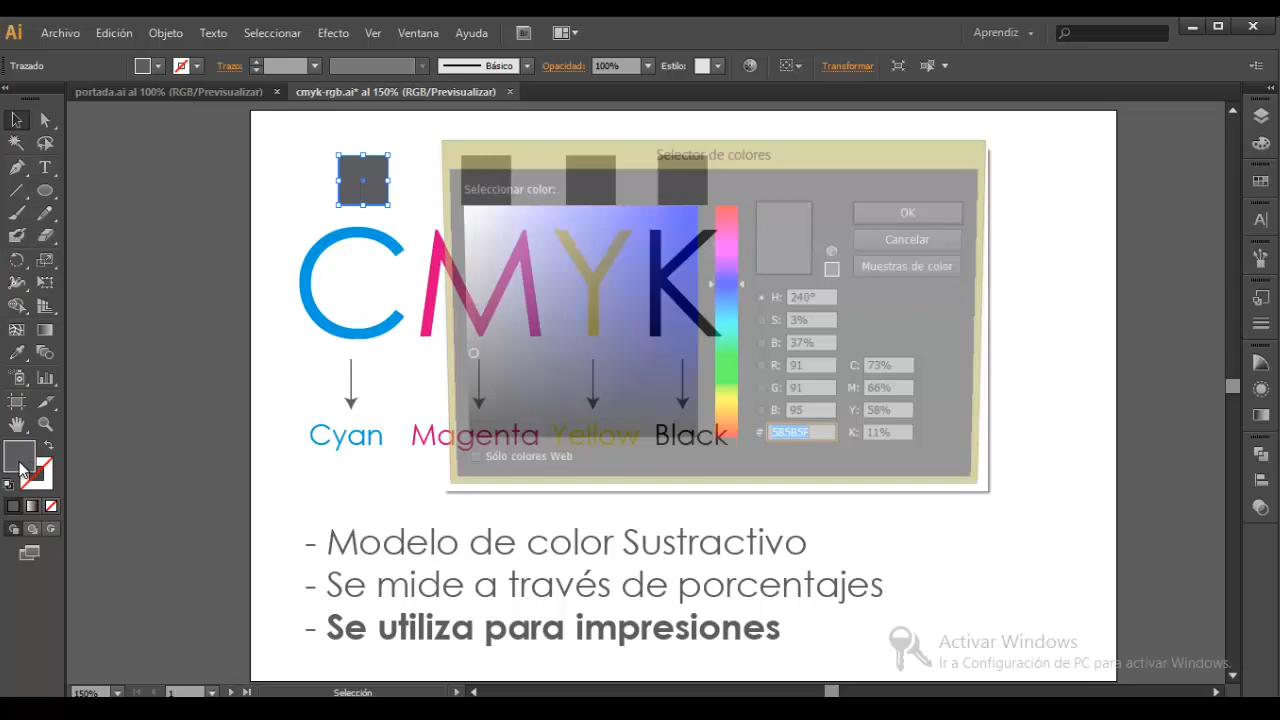 Ai Archivo Edición Objeto Texto Seleccionar Efecto Ver Ventana Ayuda Br Aprendiz
Trazado Trazo: Básico Opacidad: 100% Estilo: Transformar
portada.ai al 100% (RGB/Previsualizar) × cmyk-rgb.ai* al 150% (RGB/Previsualizar) ×
Selector de colores
Seleccionar color:
OK
Cancelar
Muestras de color
H: 240°
S: 3%
B: 37%
R: 91 C: 73%
G: 91 M: 66%
B: 95 Y: 58%
# 5B5B5F K: 11%
Sólo colores Web
CMYK
Cyan Magenta Yellow Black
- Modelo de color Sustractivo
- Se mide a través de porcentajes
- Se utiliza para impresiones
Activar Windows
Ir a Configuración de PC para activar Windows.
150% 1 Selección